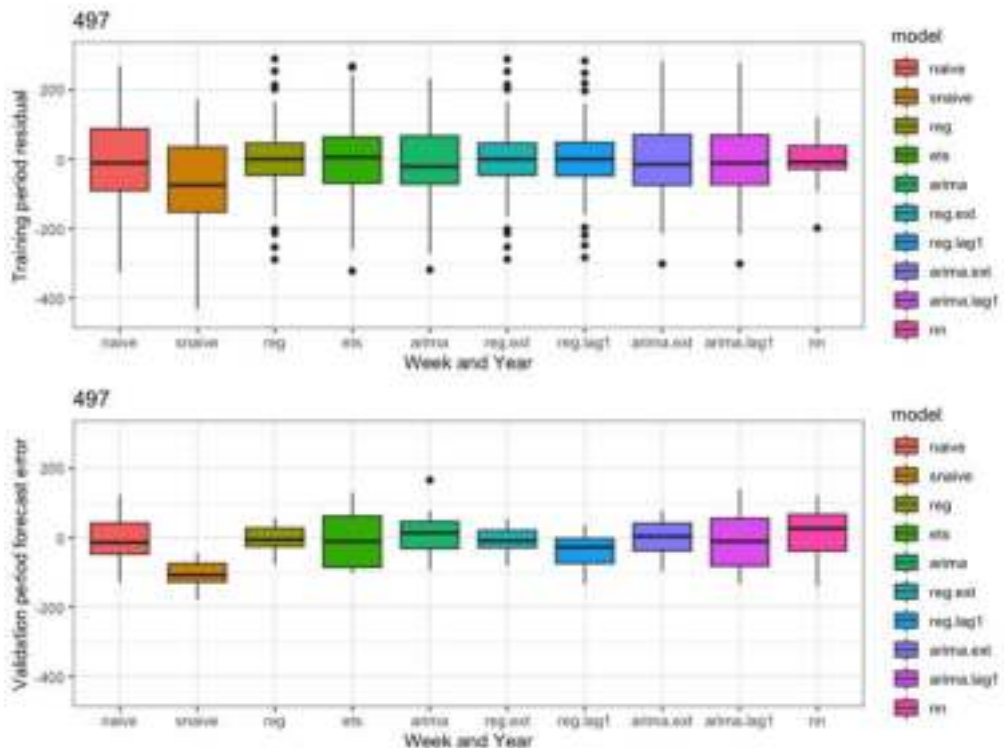 497
Training period residual
200
0
-200
-400
naive snaive reg ets arima reg.ext reg.lag1 arima.ext arima.lag1 nn
Week and Year
model
naive
snaive
reg
ets
arima
reg.ext
reg.lag1
arima.ext
arima.lag1
nn
497
Validation period forecast error
200
0
-200
-400
naive snaive reg ets arima reg.ext reg.lag1 arima.ext arima.lag1 nn
Week and Year
model
naive
snaive
reg
ets
arima
reg.ext
reg.lag1
arima.ext
arima.lag1
nn